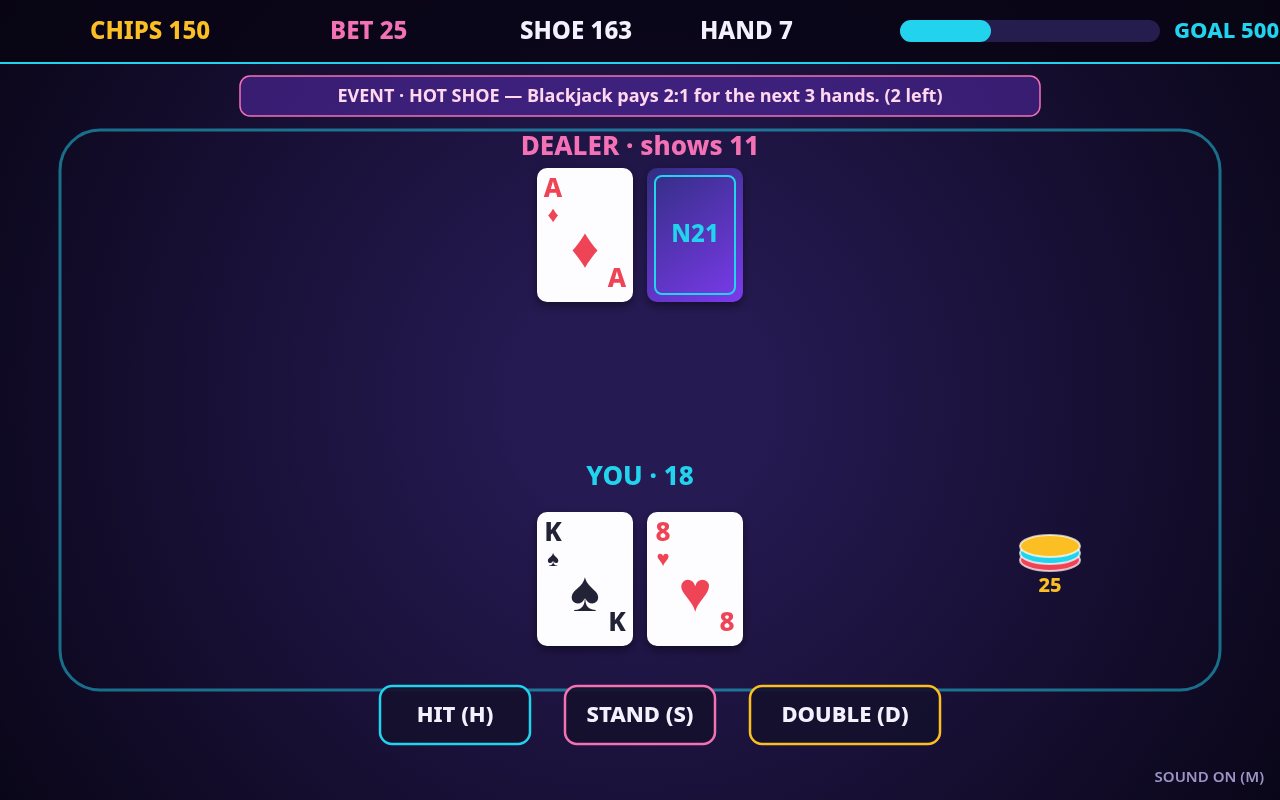 CHIPS 150
BET 25
SHOE 163
HAND 7
GOAL 500
EVENT · HOT SHOE — Blackjack pays 2:1 for the next 3 hands. (2 left)
DEALER · shows 11
A
♦
♦
A
N21
YOU · 18
K
♠
♠
K
8
♥
♥
8
25
HIT (H)
STAND (S)
DOUBLE (D)
SOUND ON (M)